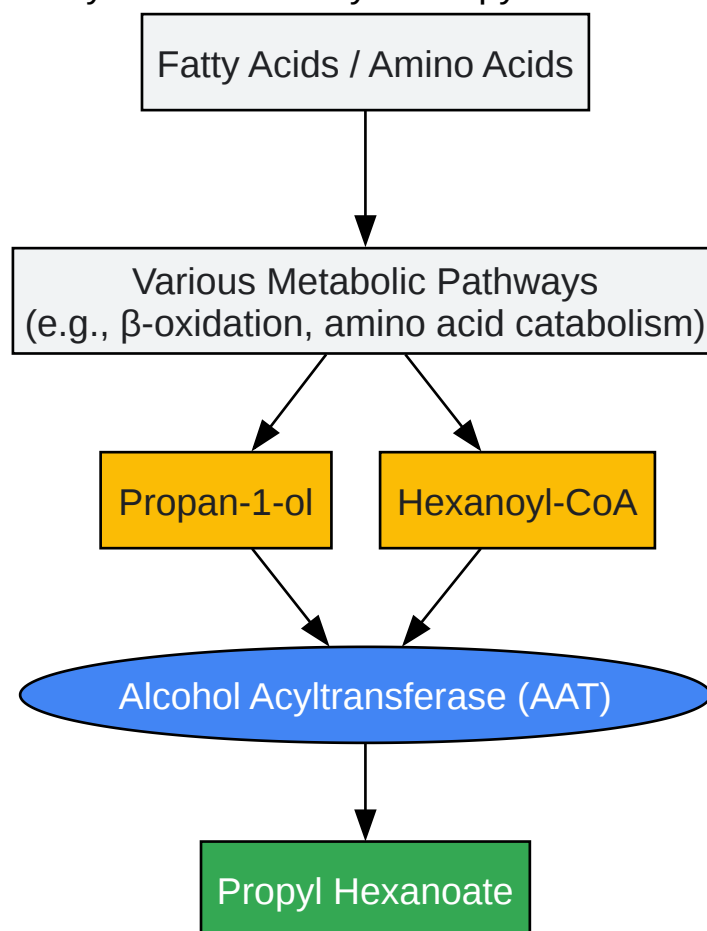 Fatty Acids / Amino Acids
Various Metabolic Pathways
(e.g., β-oxidation, amino acid catabolism)
Propan-1-ol
Hexanoyl-CoA
Alcohol Acyltransferase (AAT)
Propyl Hexanoate